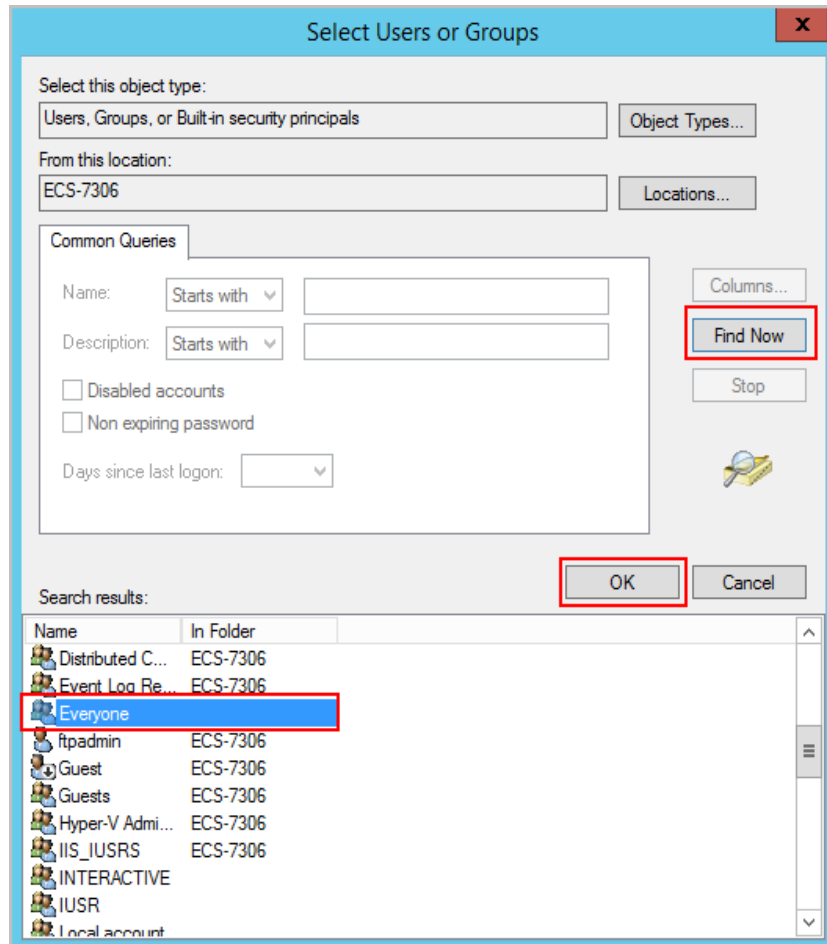 Select Users or Groups
x
Select this object type:
Users, Groups, or Built-in security principals
Object Types...
From this location:
ECS-7306
Locations...
Common Queries
Name:
Starts with
Columns...
Find Now
Description:
Starts with
Stop
Disabled accounts
Non expiring password
Days since last logon:
OK
Cancel
Search results:
Name In Folder
Distributed C... ECS-7306
Event Log Re... ECS-7306
Everyone
ftpadmin ECS-7306
Guest ECS-7306
Guests ECS-7306
Hyper-V Admi... ECS-7306
IIS_IUSRS ECS-7306
INTERACTIVE
IUSR
Local account